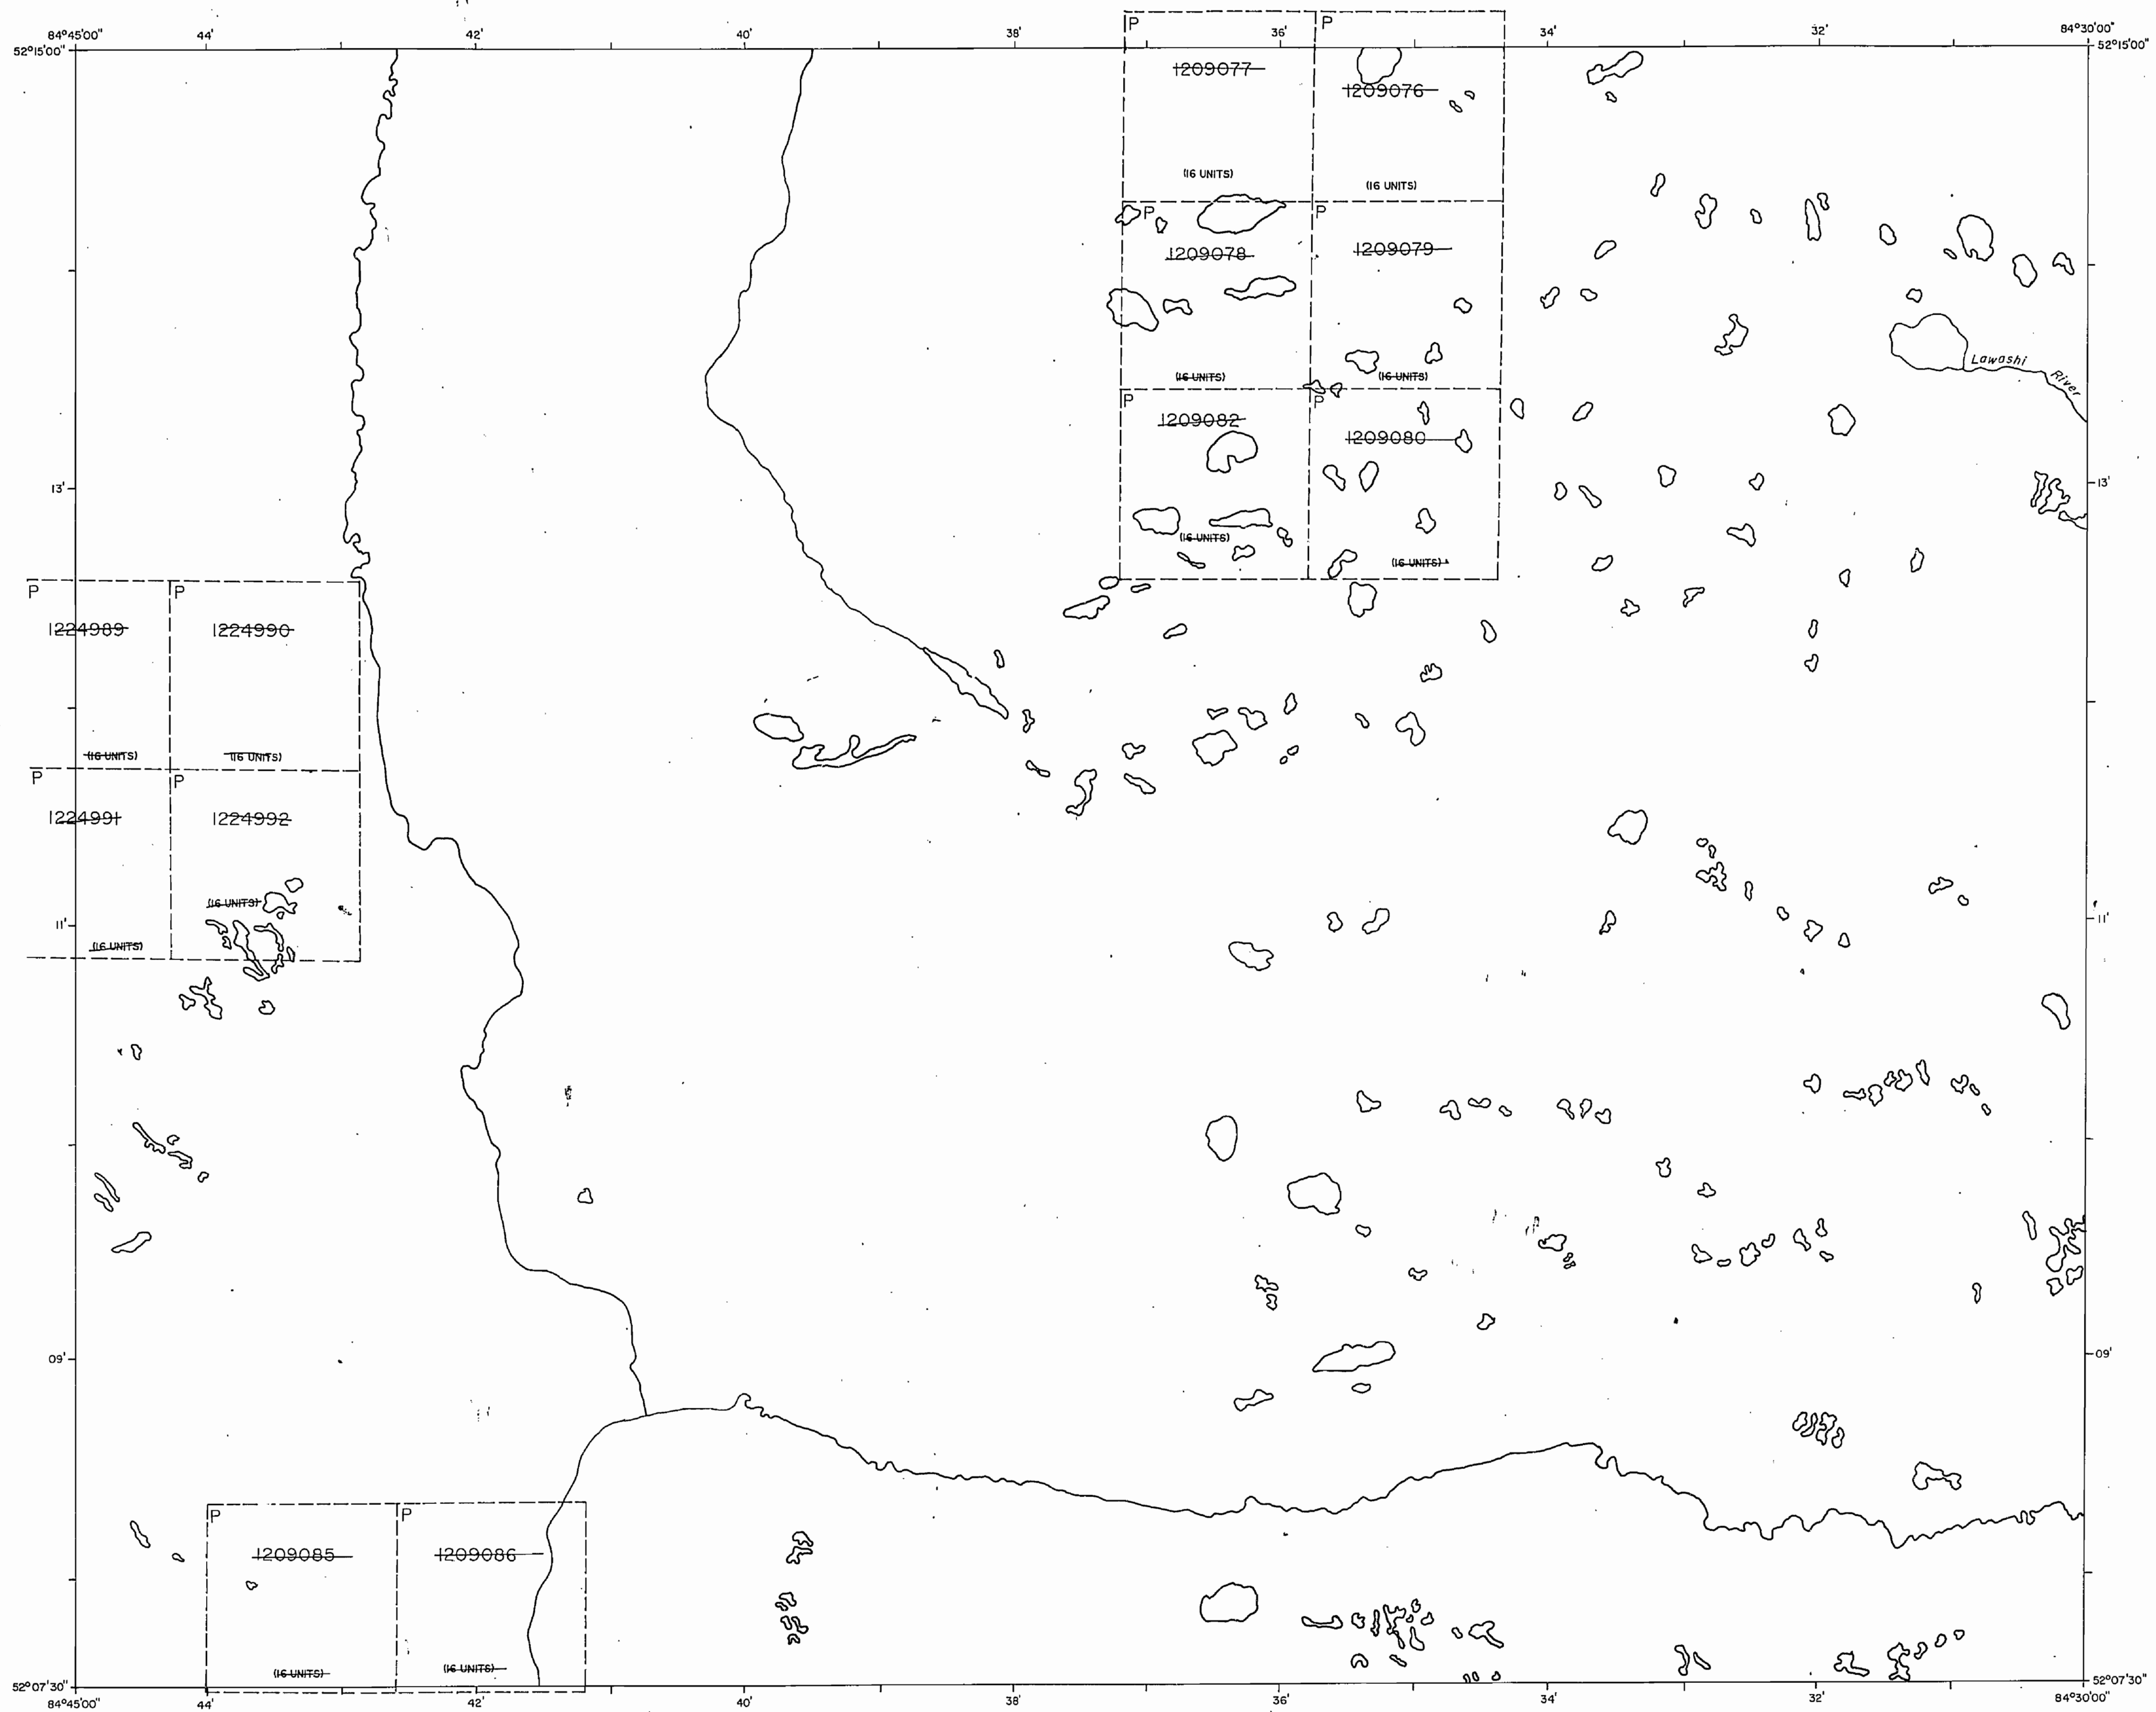 P P
84°45'00" 44' 42' 40' 38' 36' 34' 32' 84°30'00"
52°15'00" 52°15'00"
1209077
1209076
(16 UNITS)
(16 UNITS)
P P
1209079
1209078
Lawashi
River
(16 UNITS) (16 UNITS)
P P
1209082
1209080
13' 13'
(16 UNITS)
(16 UNITS)
P P
1224989 1224990
(16 UNITS) (16 UNITS)
P P
1224991 1224992
(16 UNITS)
11' 11'
(16 UNITS)
09' 09'
P P
1209085 1209086
(16 UNITS) (16 UNITS)
52°07'30" 52°07'30"
84°45'00" 44' 42' 40' 38' 36' 34' 32' 84°30'00"